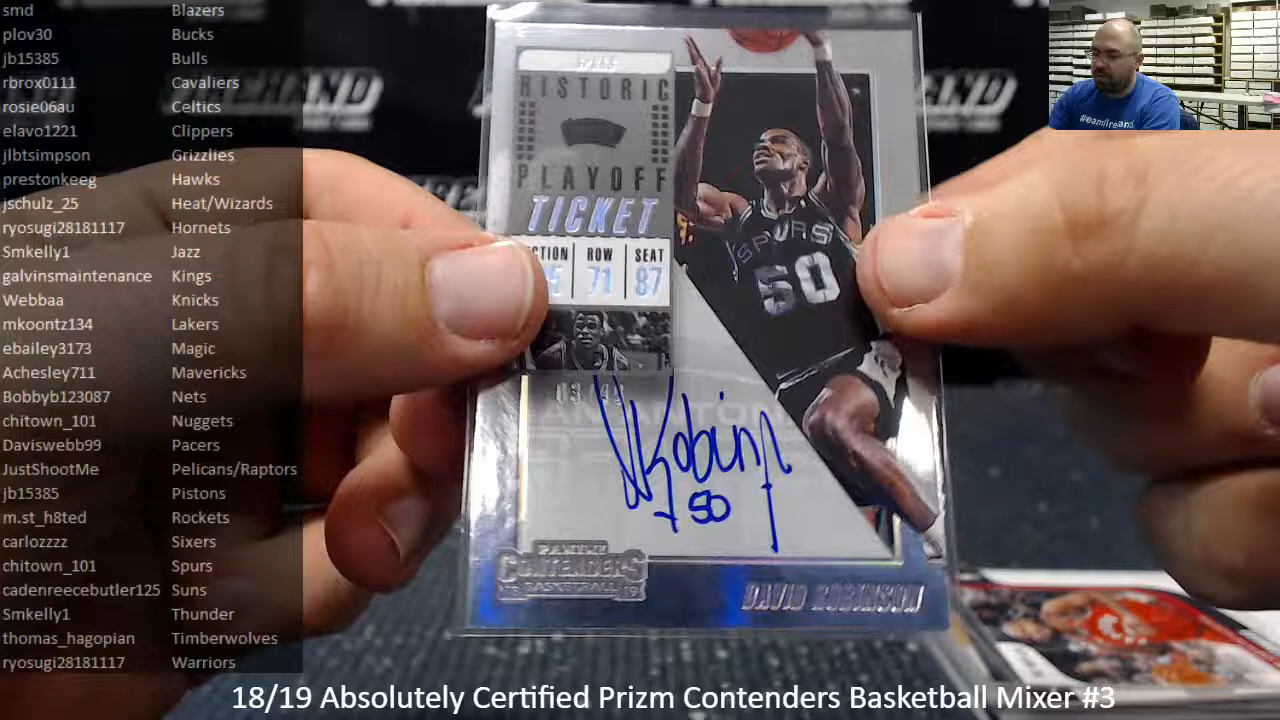 smd Blazers
plov30 Bucks
jb15385 Bulls
rbrox0111 Cavaliers
rosie06au Celtics
elavo1221 Clippers
jlbtsimpson Grizzlies
prestonkeeg Hawks
jschulz_25 Heat/Wizards
ryosugi28181117 Hornets
Smkelly1 Jazz
galvinsmaintenance Kings
Webbaa Knicks
mkoontz134 Lakers
ebailey3173 Magic
Achesley711 Mavericks
Bobbyb123087 Nets
chitown_101 Nuggets
Daviswebb99 Pacers
JustShootMe Pelicans/Raptors
jb15385 Pistons
m.st_h8ted Rockets
carlozzzz Sixers
chitown_101 Spurs
cadenreecebutler125 Suns
Smkelly1 Thunder
thomas_hagopian Timberwolves
ryosugi28181117 Warriors
HISTORIC
PLAYOFF
TICKET
ROW SEAT
71 87
SPURS
50
50
PANINI
CONTENDERS
BASKETBALL
DAVID ROBINSON
18/19 Absolutely Certified Prizm Contenders Basketball Mixer #3